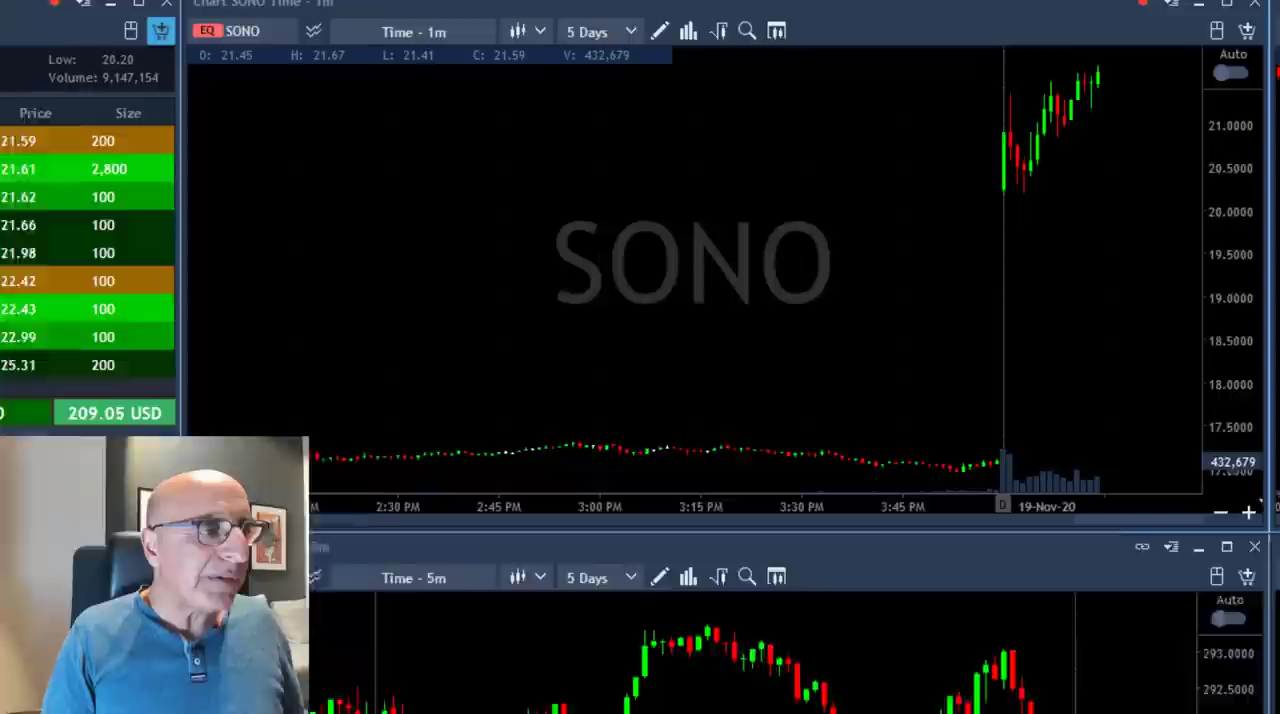 Chart SONO Time - 1m
EQ SONO
Time - 1m
5 Days
O: 21.45 H: 21.67 L: 21.41 C: 21.59 V: 432,679
Low: 20.20
Volume: 9,147,154
Price Size
21.59 200
21.61 2,800
21.62 100
21.66 100
21.98 100
22.42 100
22.43 100
22.99 100
25.31 200
209.05 USD
SONO
Auto
21.0000
20.5000
20.0000
19.5000
19.0000
18.5000
18.0000
17.5000
432,679
2:30 PM 2:45 PM 3:00 PM 3:15 PM 3:30 PM 3:45 PM D 19-Nov-20
Time - 5m
5 Days
Auto
293.0000
292.5000